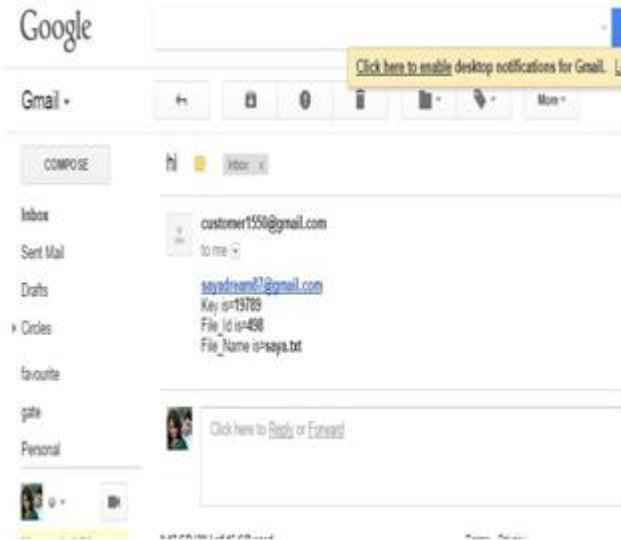 Google
Click here to enable desktop notifications for Gmail.
Gmail
More
COMPOSE
hi
Inbox x
Inbox
customer1550@gmail.com
Sent Mail
to me
Drafts
sayadream87@gmail.com
Key is=19789
Circles
File_Id is=498
File_Name is=saya.txt
favourite
gate
Click here to Reply or Forward
Personal